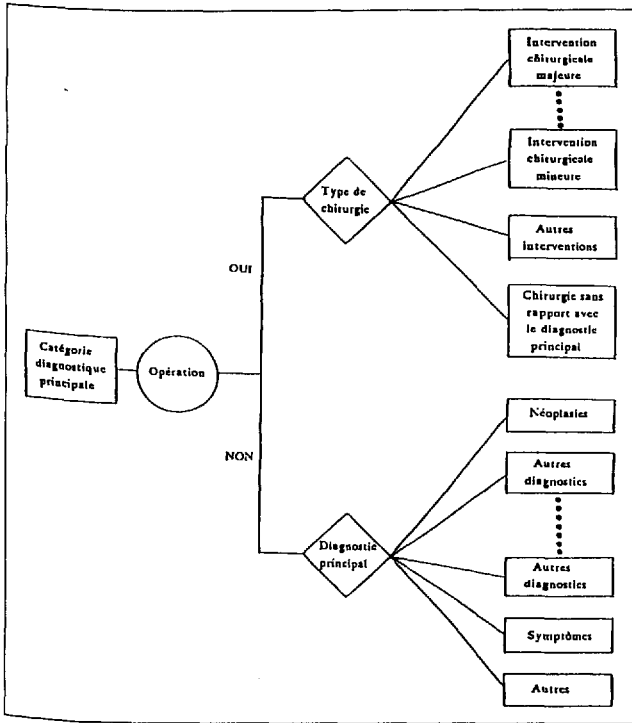 Intervention
chirurgicale
majeure
Intervention
chirurgicale
mineure
Type de
chirurgie
Autres
interventions
OUI
Chirurgie sans
rapport avec
le diagnostic
principal
Catégorie
diagnostique
principale
Opération
Néoplasies
NON
Autres
diagnostics
Diagnostic
principal
Autres
diagnostics
Symptômes
Autres